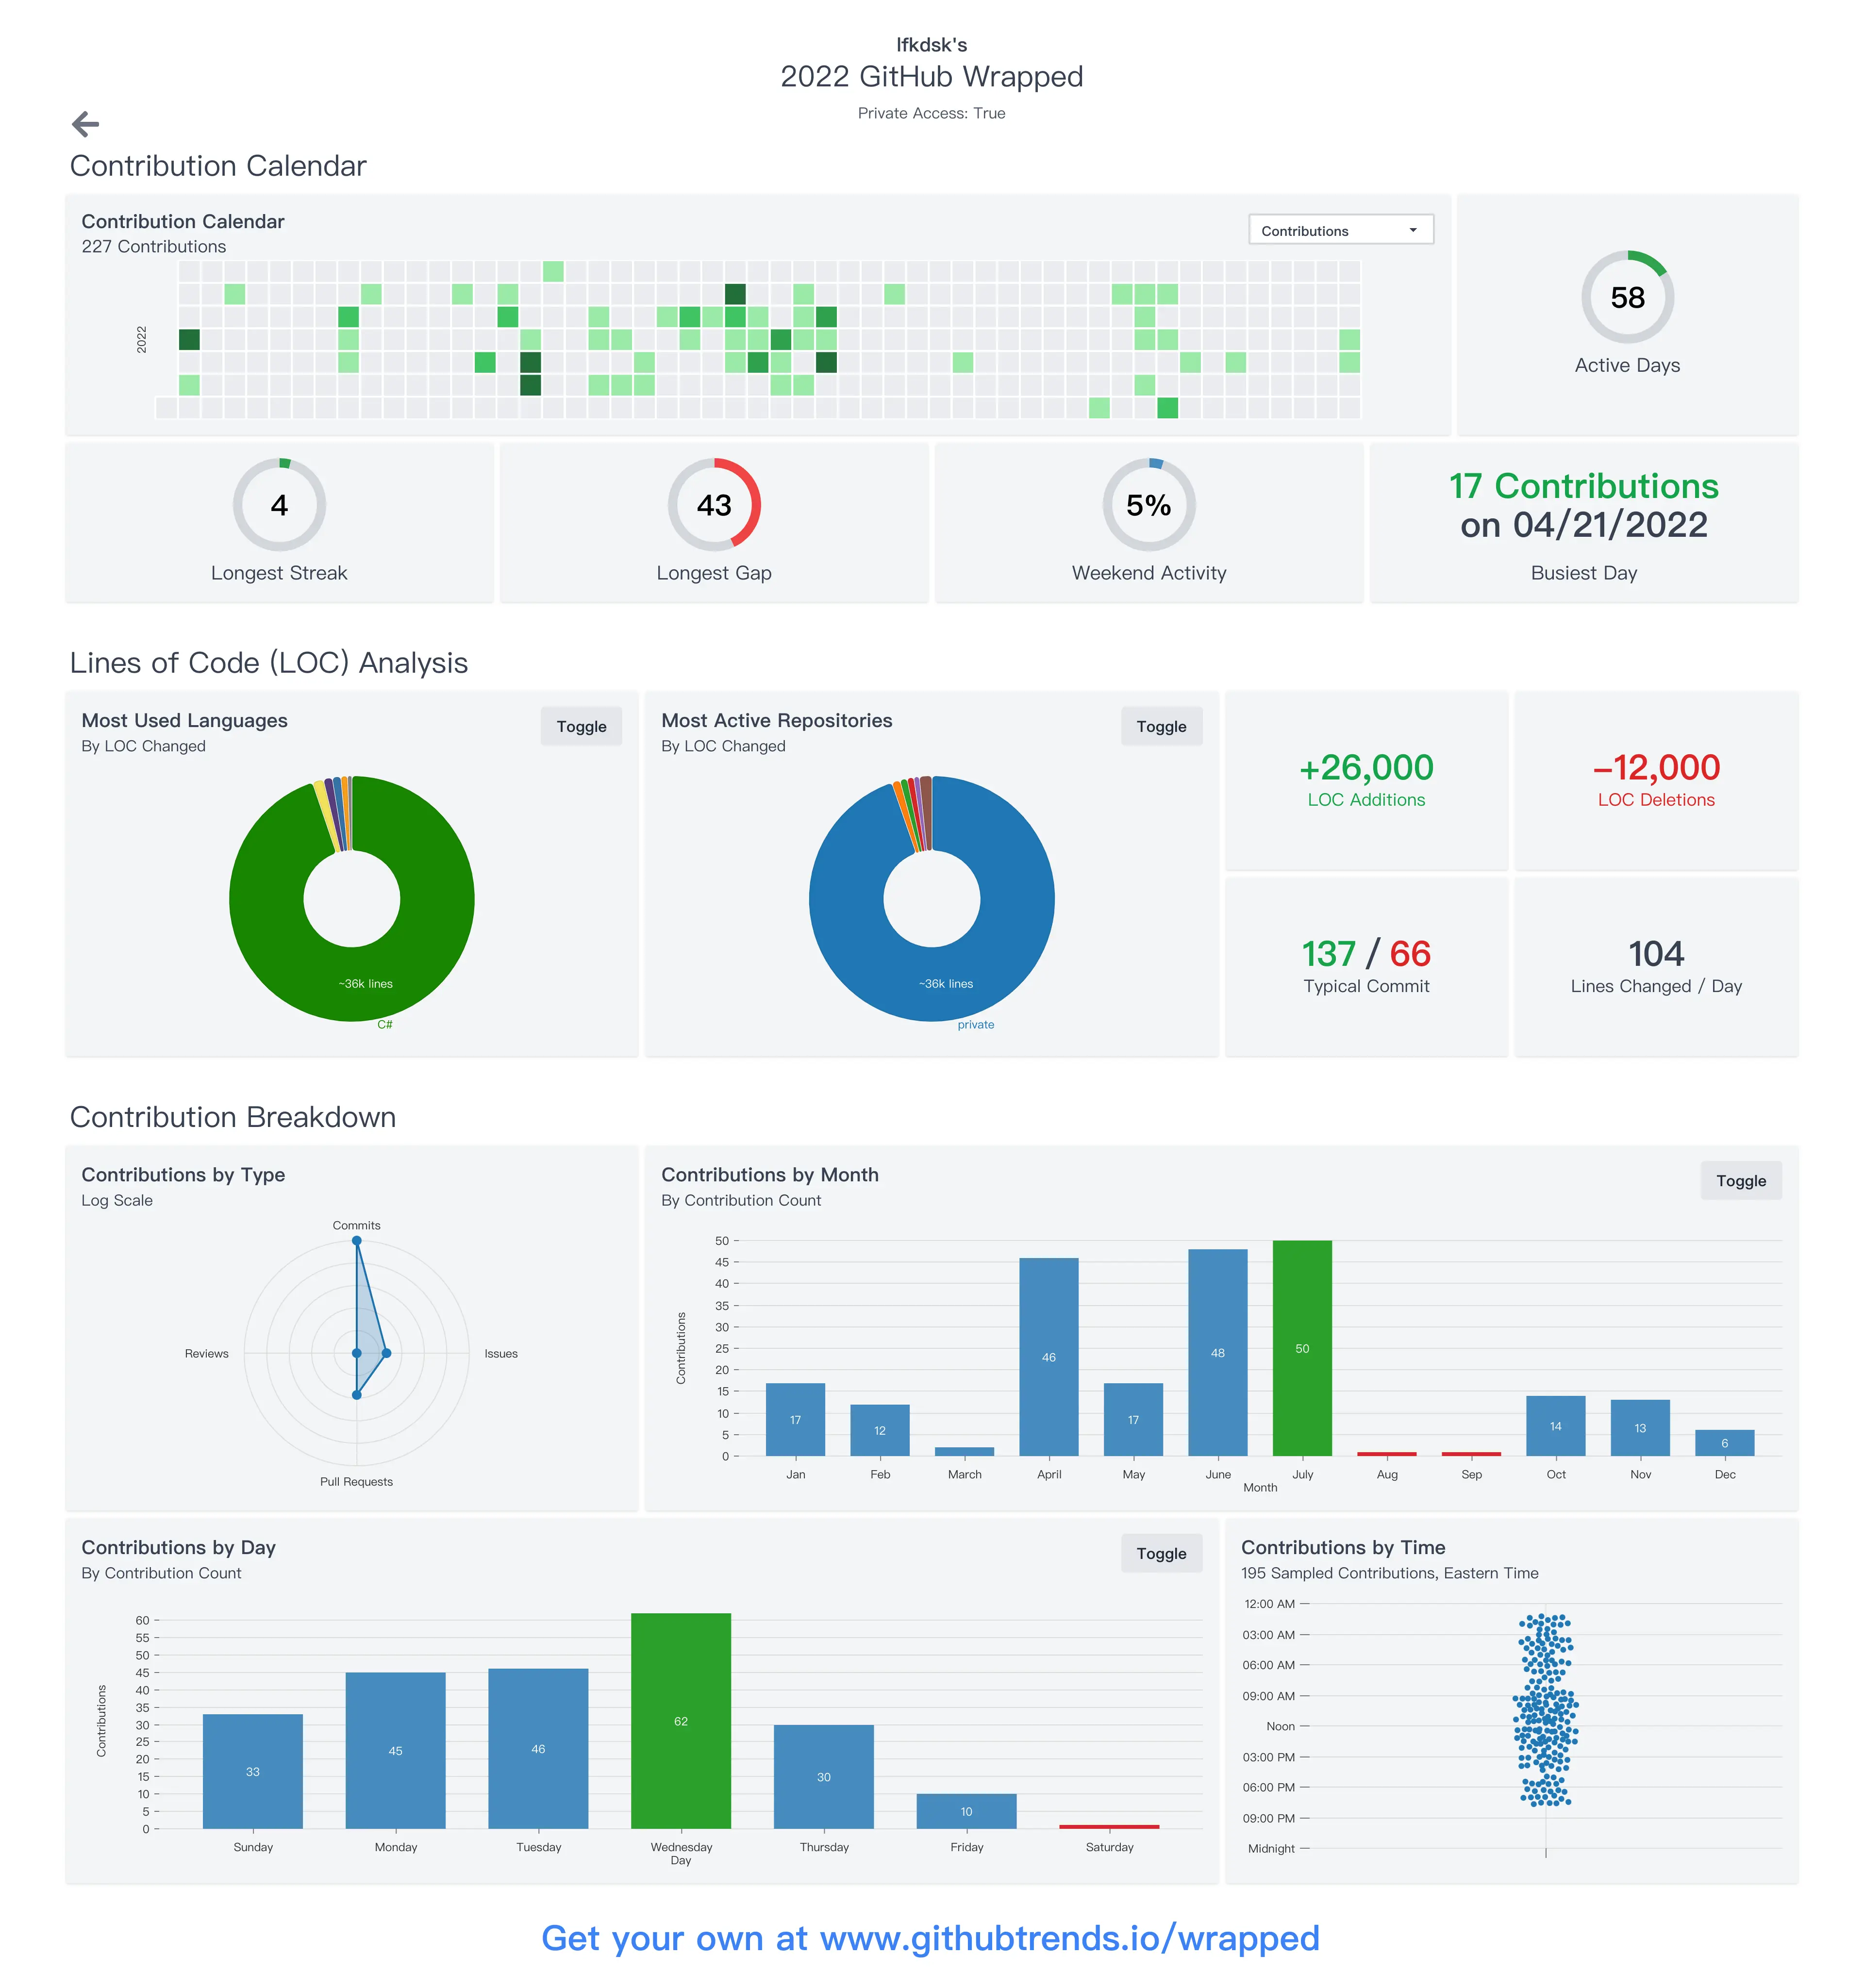 lfkdsk's
2022 GitHub Wrapped
Private Access: True
Contribution Calendar
Contribution Calendar
227 Contributions
Contributions
2022
58
Active Days
4
Longest Streak
43
Longest Gap
5%
Weekend Activity
17 Contributions
on 04/21/2022
Busiest Day
Lines of Code (LOC) Analysis
Most Used Languages
By LOC Changed
Toggle
~36k lines
C#
Most Active Repositories
By LOC Changed
Toggle
~36k lines
private
+26,000
LOC Additions
−12,000
LOC Deletions
137 / 66
Typical Commit
104
Lines Changed / Day
Contribution Breakdown
Contributions by Type
Log Scale
Commits
Reviews
Issues
Pull Requests
Contributions by Month
By Contribution Count
Toggle
50
45
40
35
30
25
20
15
10
5
0
Contributions
17
12
46
17
48
50
14
13
6
Jan
Feb
March
April
May
June
July
Aug
Sep
Oct
Nov
Dec
Month
Contributions by Day
By Contribution Count
Toggle
60
55
50
45
40
35
30
25
20
15
10
5
0
Contributions
33
45
46
62
30
10
Sunday
Monday
Tuesday
Wednesday
Thursday
Friday
Saturday
Day
Contributions by Time
195 Sampled Contributions, Eastern Time
12:00 AM
03:00 AM
06:00 AM
09:00 AM
Noon
03:00 PM
06:00 PM
09:00 PM
Midnight
Get your own at www.githubtrends.io/wrapped